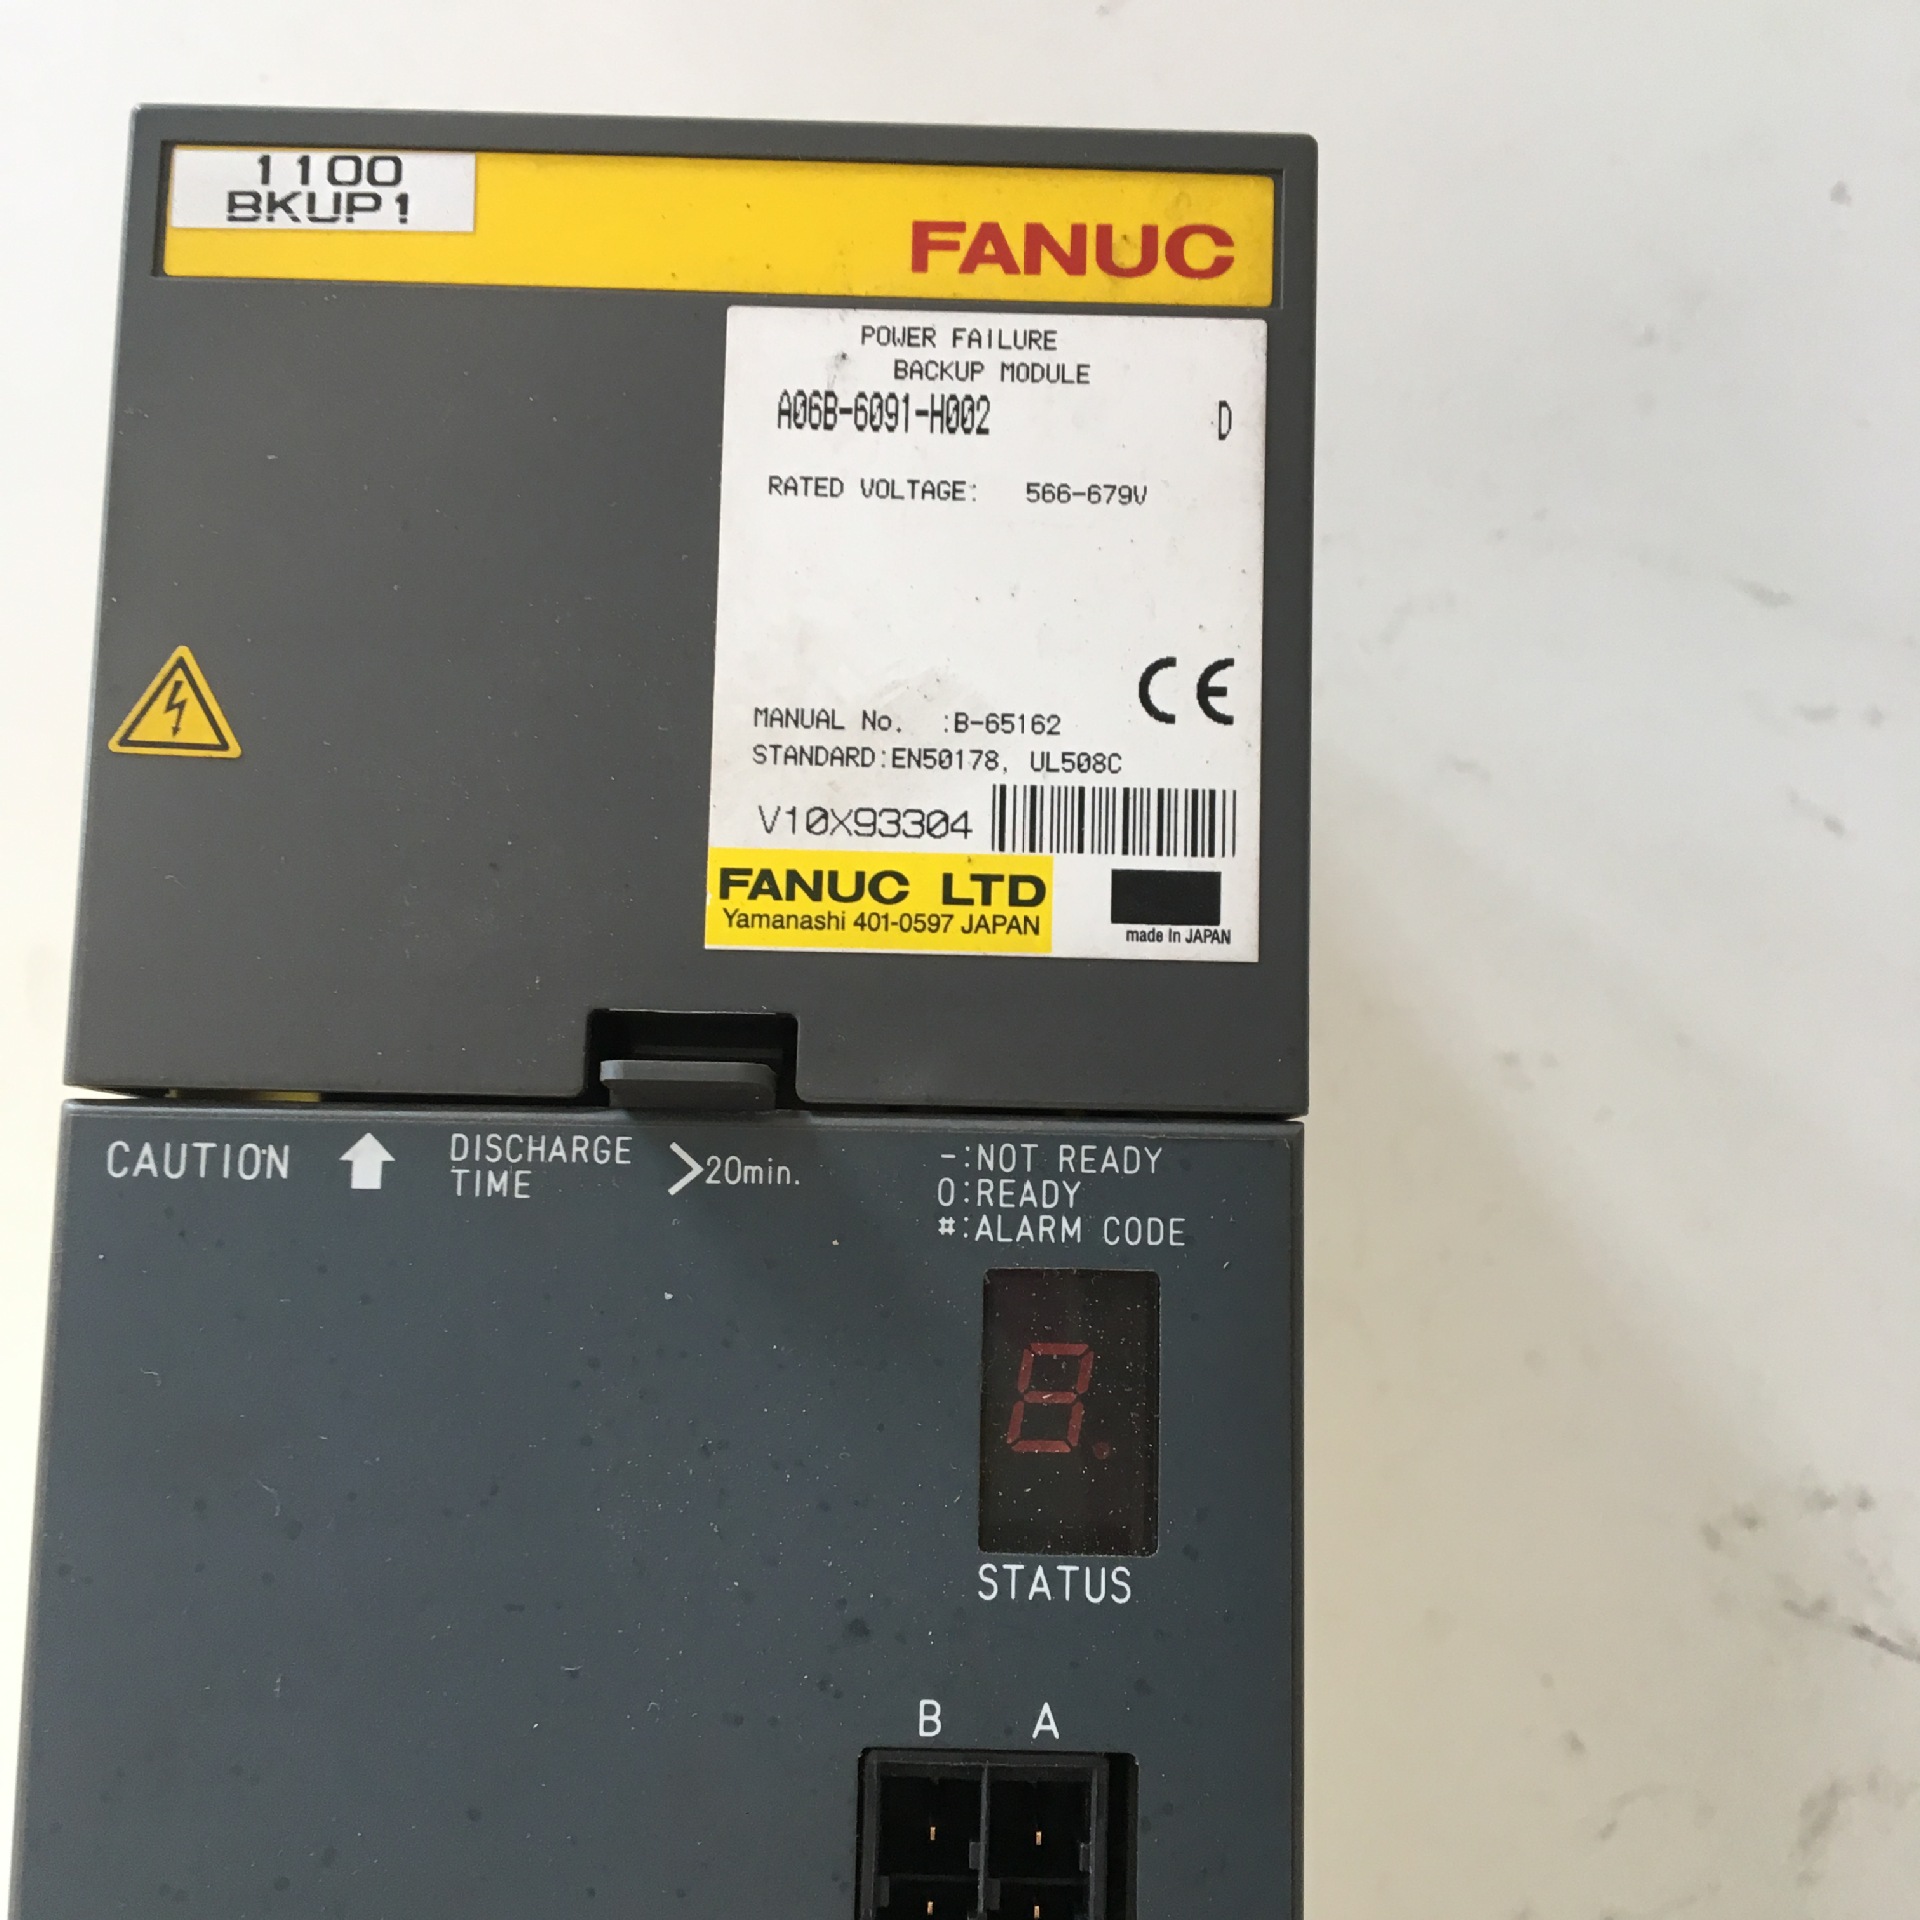 1100
BKUP1
FANUC
POWER FAILURE
BACKUP MODULE
A06B-6091-H002 D
RATED VOLTAGE: 566-679V
CE
MANUAL No. :B-65162
STANDARD:EN50178, UL508C
V10X93304
FANUC LTD
Yamanashi 401-0597 JAPAN
made In JAPAN
CAUTION
DISCHARGE
TIME
>20min.
-:NOT READY
0:READY
#:ALARM CODE
8.
STATUS
B A